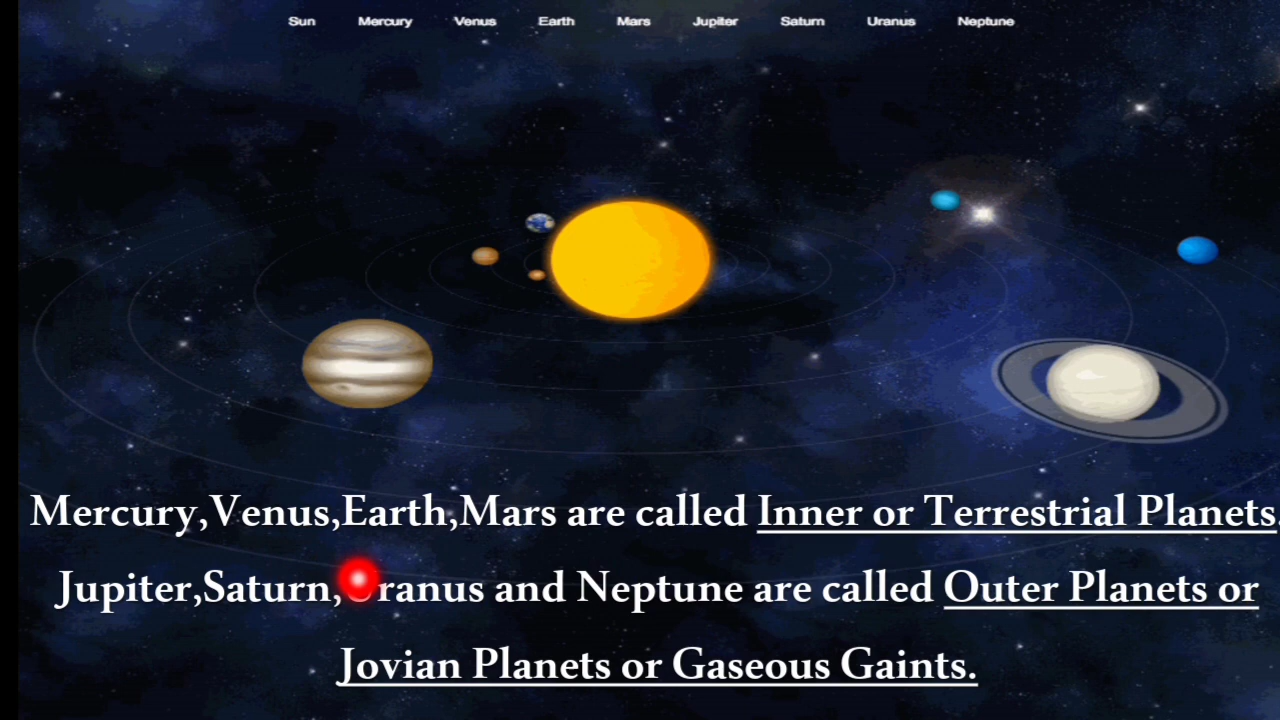 Sun Mercury Venus Earth Mars Jupiter Saturn Uranus Neptune
Mercury,Venus,Earth,Mars are called Inner or Terrestrial Planets.
Jupiter,Saturn,Uranus and Neptune are called Outer Planets or
Jovian Planets or Gaseous Gaints.